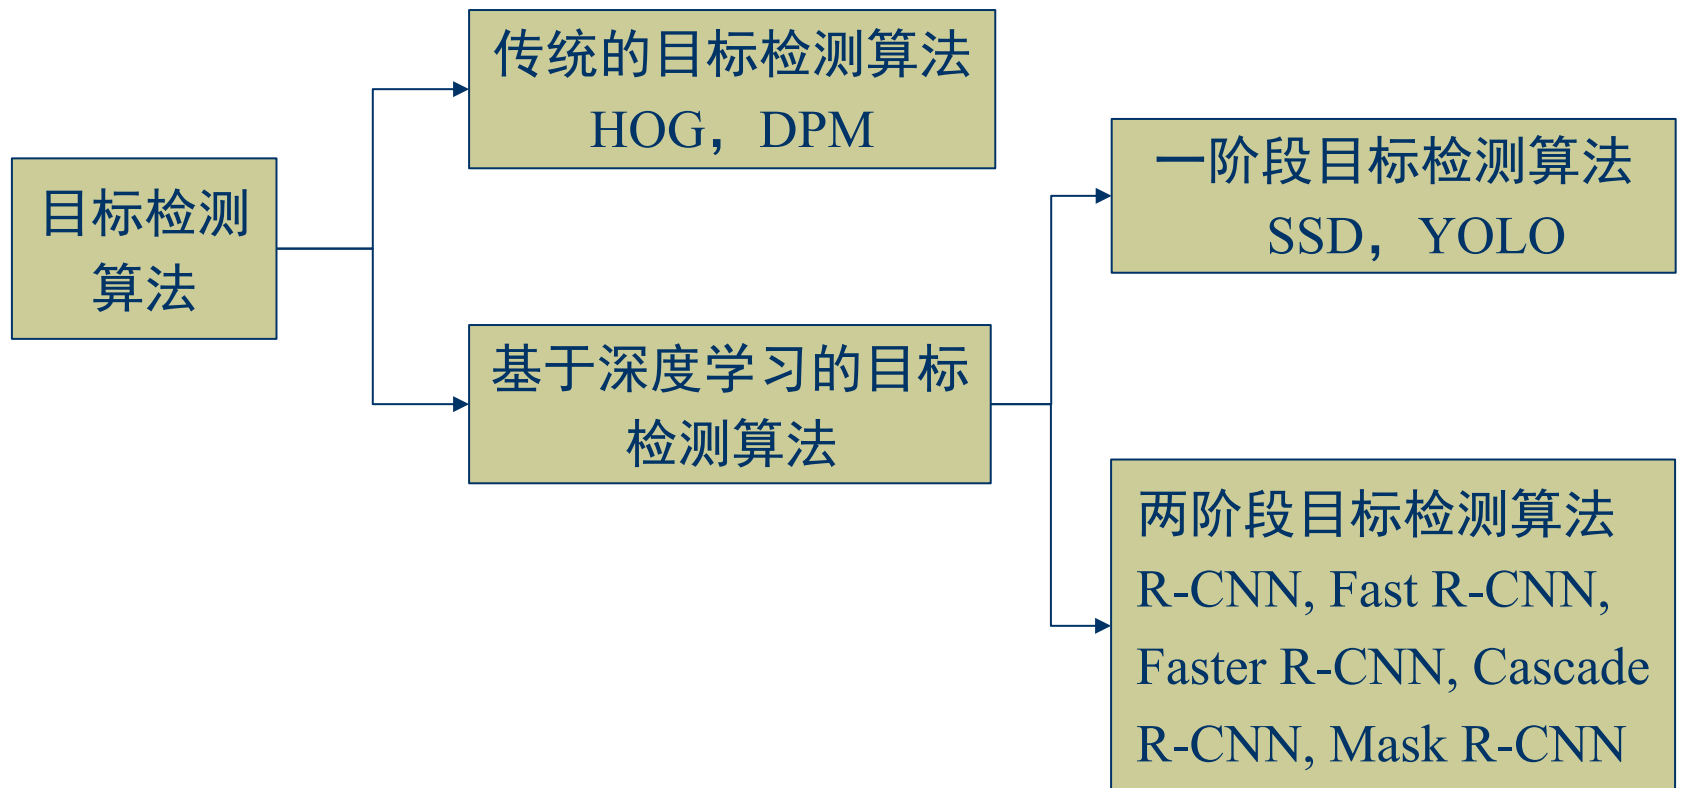 目标检测
算法
传统的目标检测算法
HOG，DPM
基于深度学习的目标
检测算法
一阶段目标检测算法
SSD，YOLO
两阶段目标检测算法
R-CNN, Fast R-CNN,
Faster R-CNN, Cascade
R-CNN, Mask R-CNN